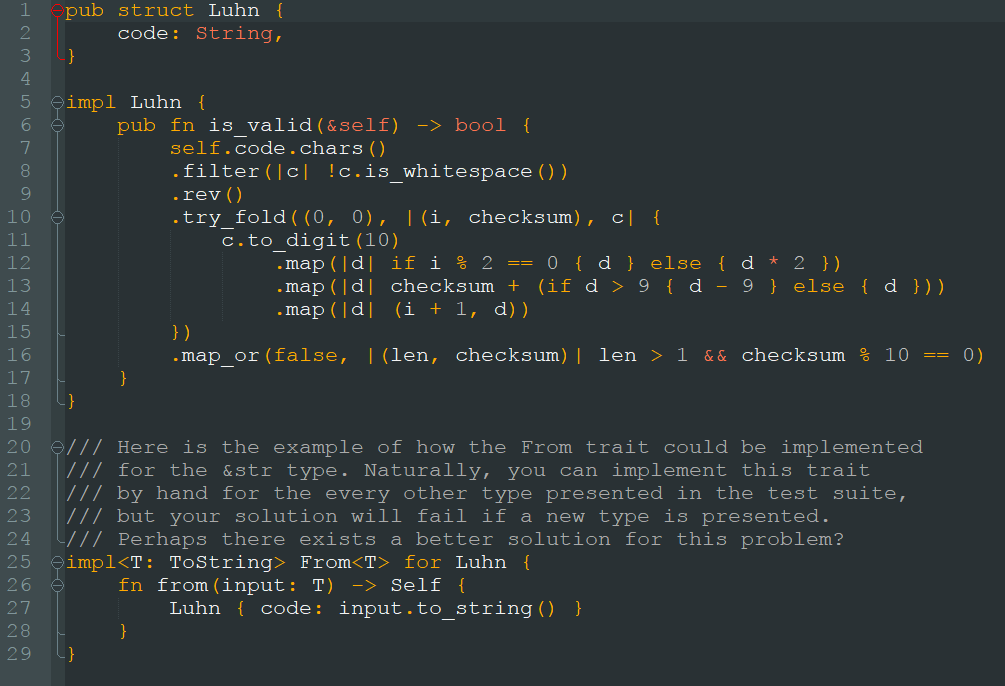 1 pub struct Luhn {
2     code: String,
3 }
4
5 impl Luhn {
6     pub fn is_valid(&self) -> bool {
7         self.code.chars()
8         .filter(|c| !c.is_whitespace())
9         .rev()
10         .try_fold((0, 0), |(i, checksum), c| {
11             c.to_digit(10)
12                 .map(|d| if i % 2 == 0 { d } else { d * 2 })
13                 .map(|d| checksum + (if d > 9 { d - 9 } else { d }))
14                 .map(|d| (i + 1, d))
15         })
16         .map_or(false, |(len, checksum)| len > 1 && checksum % 10 == 0)
17     }
18 }
19
20 /// Here is the example of how the From trait could be implemented
21 /// for the &str type. Naturally, you can implement this trait
22 /// by hand for the every other type presented in the test suite,
23 /// but your solution will fail if a new type is presented.
24 /// Perhaps there exists a better solution for this problem?
25 impl<T: ToString> From<T> for Luhn {
26     fn from(input: T) -> Self {
27         Luhn { code: input.to_string() }
28     }
29 }